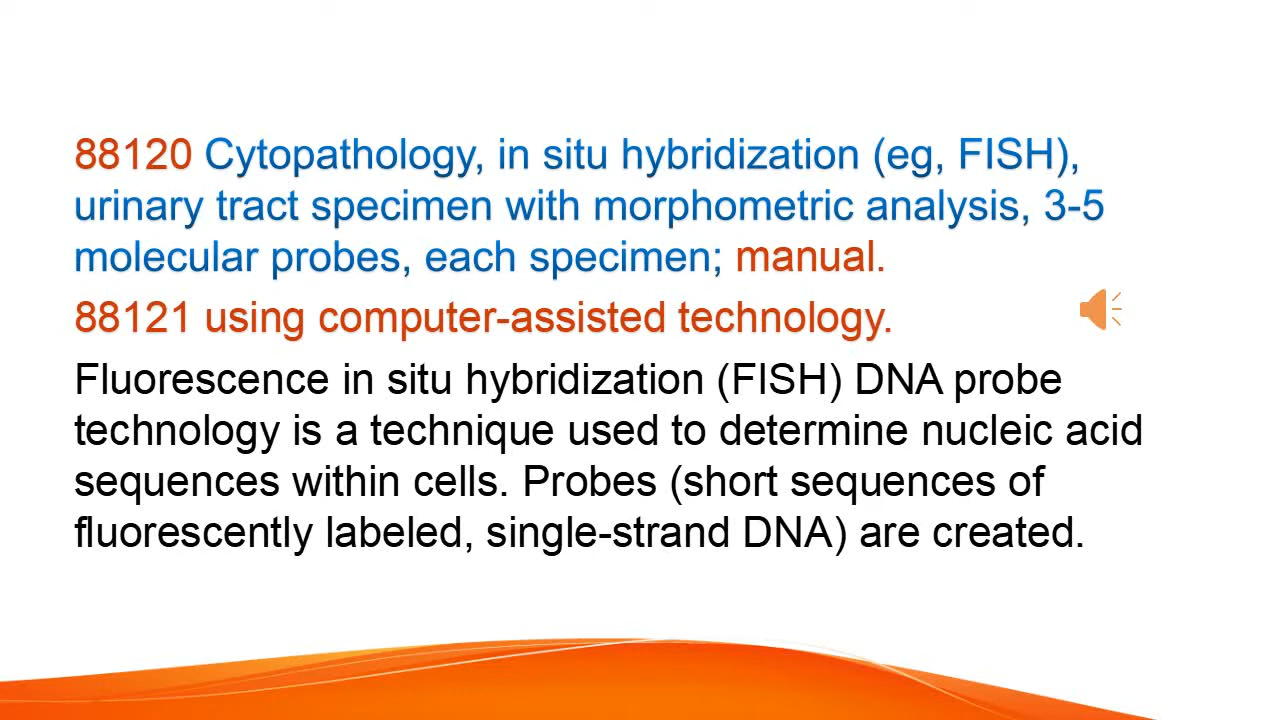 88120 Cytopathology, in situ hybridization (eg, FISH),
urinary tract specimen with morphometric analysis, 3-5
molecular probes, each specimen; manual.
88121 using computer-assisted technology.
Fluorescence in situ hybridization (FISH) DNA probe
technology is a technique used to determine nucleic acid
sequences within cells. Probes (short sequences of
fluorescently labeled, single-strand DNA) are created.